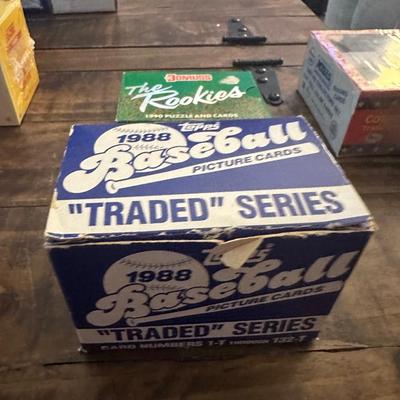 DONRUSS
The
Rookies
1990 PUZZLE AND CARDS
Topps
1988
Baseball
PICTURE CARDS
"TRADED" SERIES
Topps
1988
Baseball
PICTURE CARDS
"TRADED" SERIES
CARD NUMBERS 1-T THROUGH 132-T